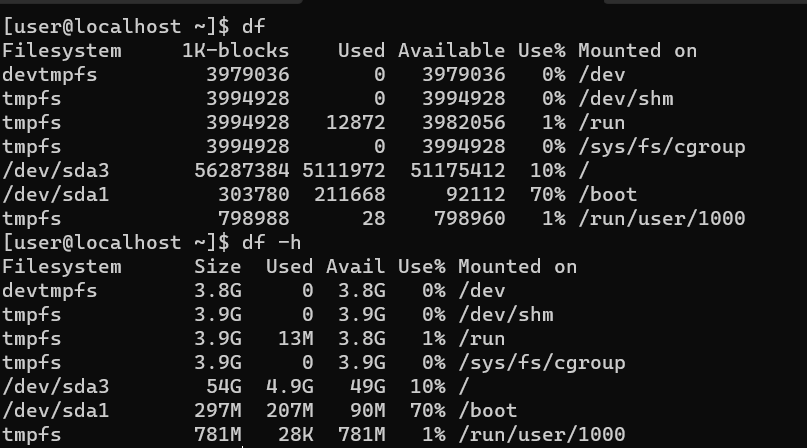 [user@localhost ~]$ df
Filesystem     1K-blocks    Used Available Use% Mounted on
devtmpfs         3979036       0   3979036   0% /dev
tmpfs            3994928       0   3994928   0% /dev/shm
tmpfs            3994928   12872   3982056   1% /run
tmpfs            3994928       0   3994928   0% /sys/fs/cgroup
/dev/sda3       56287384 5111972  51175412  10% /
/dev/sda1         303780  211668     92112  70% /boot
tmpfs             798988      28    798960   1% /run/user/1000
[user@localhost ~]$ df -h
Filesystem      Size  Used Avail Use% Mounted on
devtmpfs        3.8G     0  3.8G   0% /dev
tmpfs           3.9G     0  3.9G   0% /dev/shm
tmpfs           3.9G   13M  3.8G   1% /run
tmpfs           3.9G     0  3.9G   0% /sys/fs/cgroup
/dev/sda3        54G  4.9G   49G  10% /
/dev/sda1       297M  207M   90M  70% /boot
tmpfs           781M   28K  781M   1% /run/user/1000